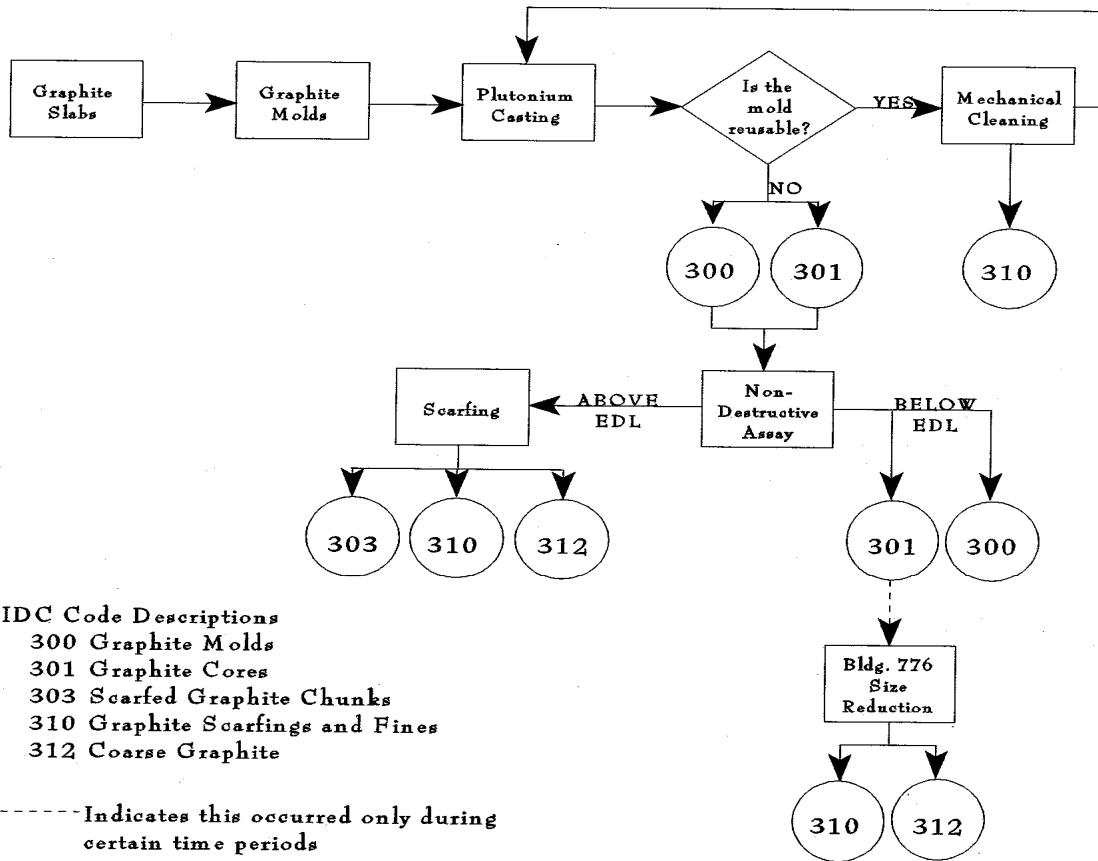 Graphite
Slabs
Graphite
Molds
Plutonium
Casting
Is the
mold
reusable?
YES
Mechanical
Cleaning
NO
300
301
310
Scarfing
ABOVE
EDL
Non-
Destructive
Assay
BELOW
EDL
303
310
312
301
300
IDC Code Descriptions
300 Graphite Molds
301 Graphite Cores
303 Scarfed Graphite Chunks
310 Graphite Scarfings and Fines
312 Coarse Graphite
Bldg. 776
Size
Reduction
310
312
Indicates this occurred only during
certain time periods